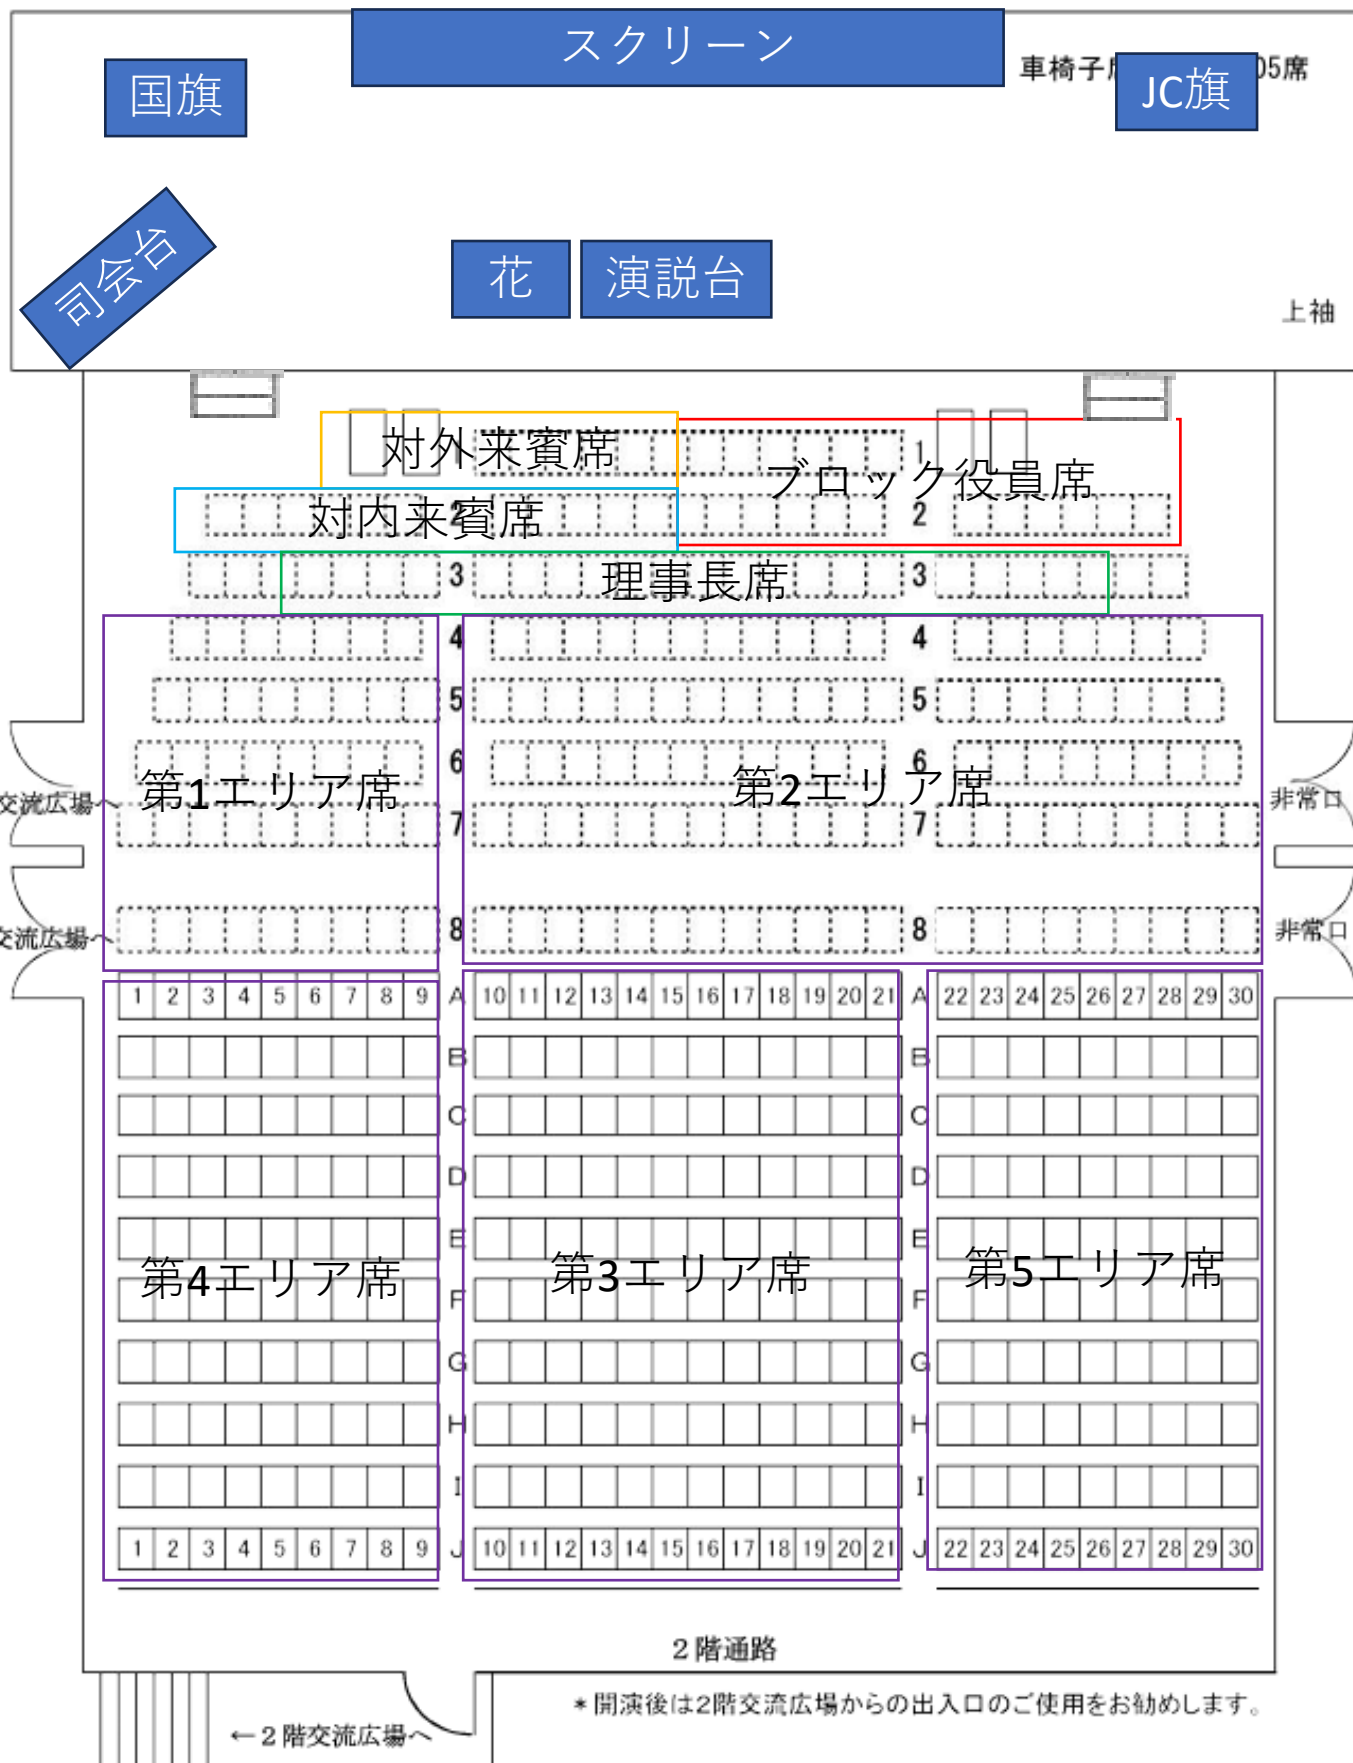 スクリーン
国旗
車椅子
05席
JC旗
司会台
花
演説台
上袖
対外来賓席
1
ブロック役員席
対内来賓席
2
2
3
理事長席
3
4
4
5
5
6
6
第1エリア席
第2エリア席
交流広場へ
非常口
7
7
交流広場へ
8
8
非常口
1 2 3 4 5 6 7 8 9 A 10 11 12 13 14 15 16 17 18 19 20 21 A 22 23 24 25 26 27 28 29 30
B B
C C
D D
E E
第4エリア席
第3エリア席
第5エリア席
F F
G G
H H
I I
1 2 3 4 5 6 7 8 9 J 10 11 12 13 14 15 16 17 18 19 20 21 J 22 23 24 25 26 27 28 29 30
2階通路
*開演後は2階交流広場からの出入口のご使用をお勧めします。
←2階交流広場へ